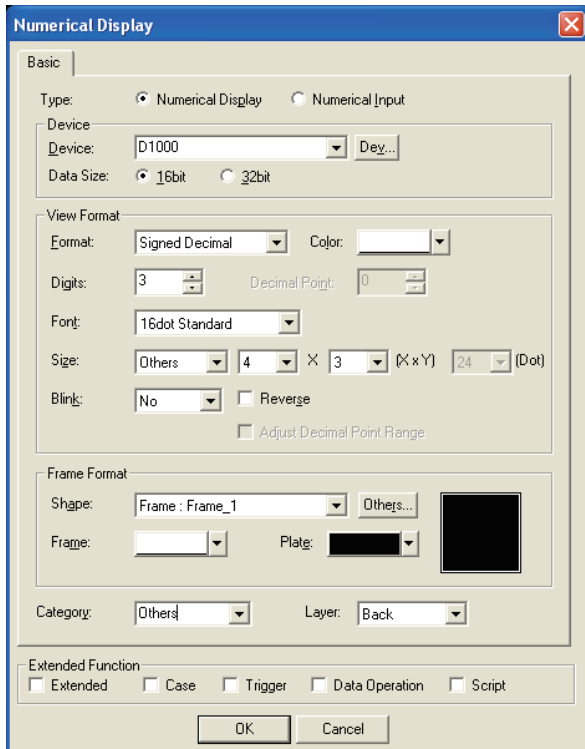 Numerical Display
Basic
Type: Numerical Display Numerical Input
Device
Device: D1000 Dev...
Data Size: 16bit 32bit
View Format
Format: Signed Decimal Color:
Digits: 3 Decimal Point: 0
Font: 16dot Standard
Size: Others 4 X 3 (X x Y) 24 (Dot)
Blink: No Reverse
Adjust Decimal Point Range
Frame Format
Shape: Frame : Frame_1 Others...
Frame: Plate:
Category: Others Layer: Back
Extended Function
Extended Case Trigger Data Operation Script
OK Cancel